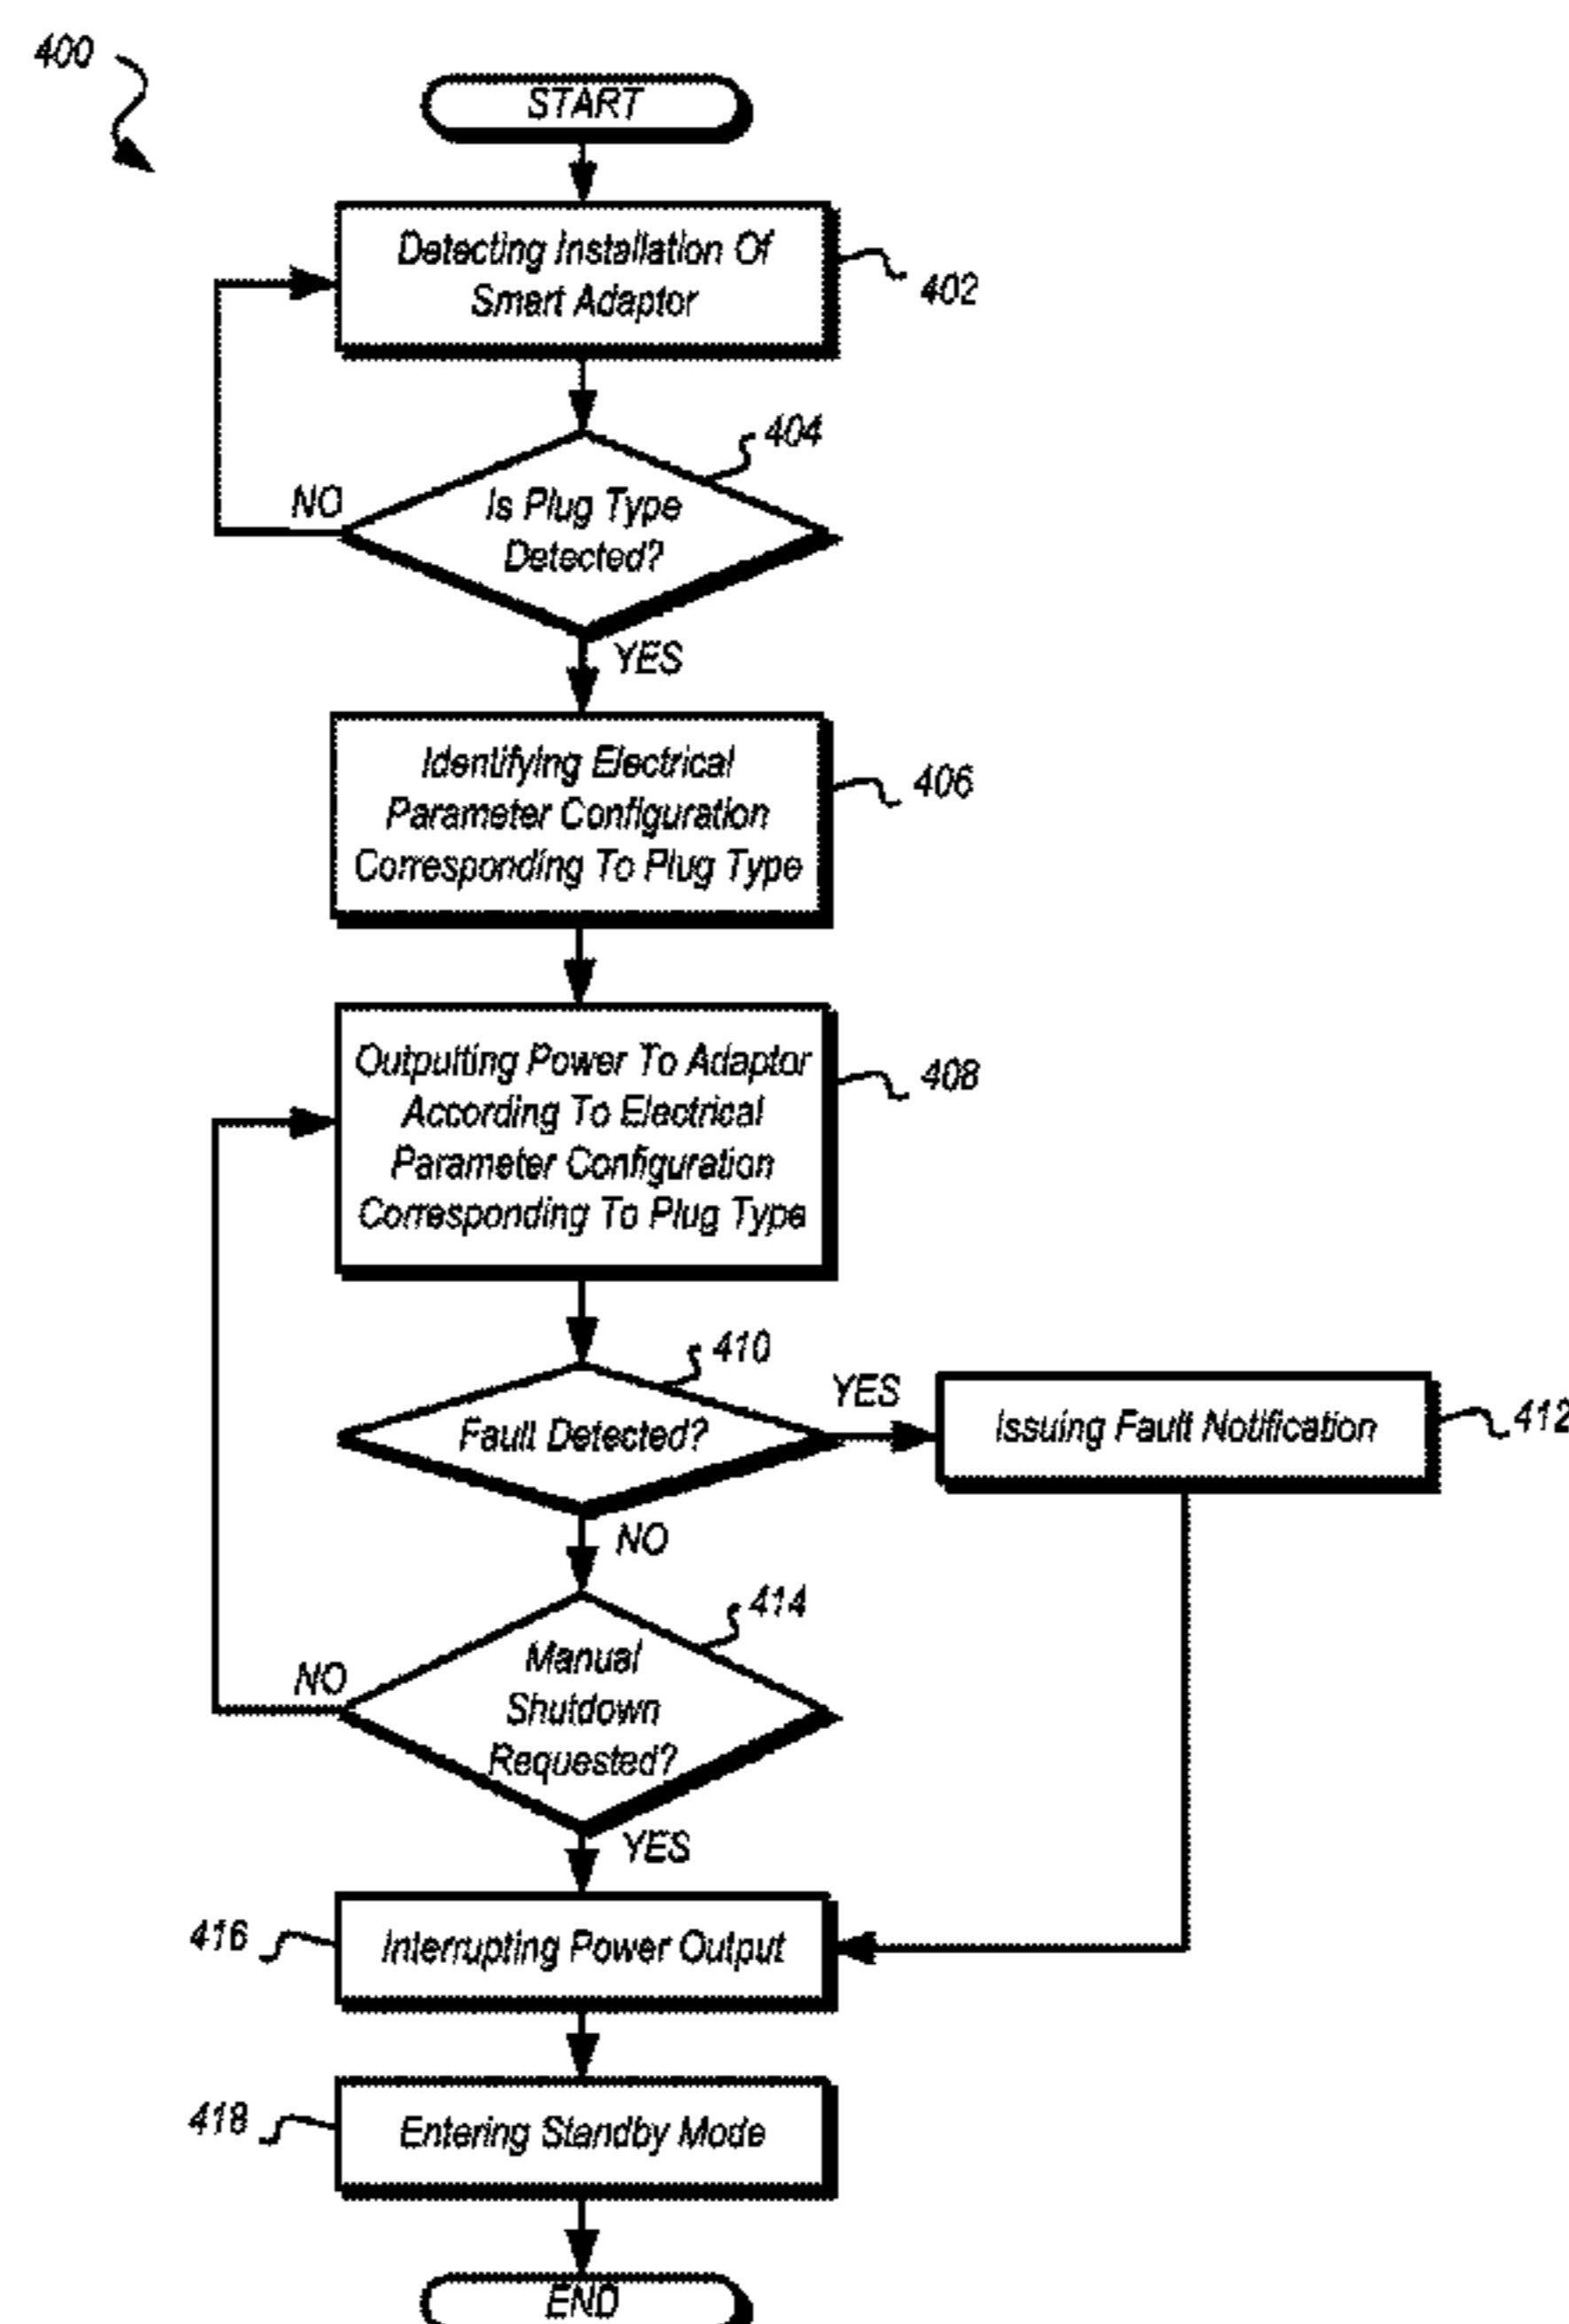 400
START
Detecting Installation Of
Smart Adaptor
402
404
Is Plug Type
Detected?
NO
YES
Identifying Electrical
Parameter Configuration
Corresponding To Plug Type
406
Outputting Power To Adaptor
According To Electrical
Parameter Configuration
Corresponding To Plug Type
408
410
Fault Detected?
YES
Issuing Fault Notification
412
NO
414
Manual
Shutdown
Requested?
NO
YES
416
Interrupting Power Output
418
Entering Standby Mode
END